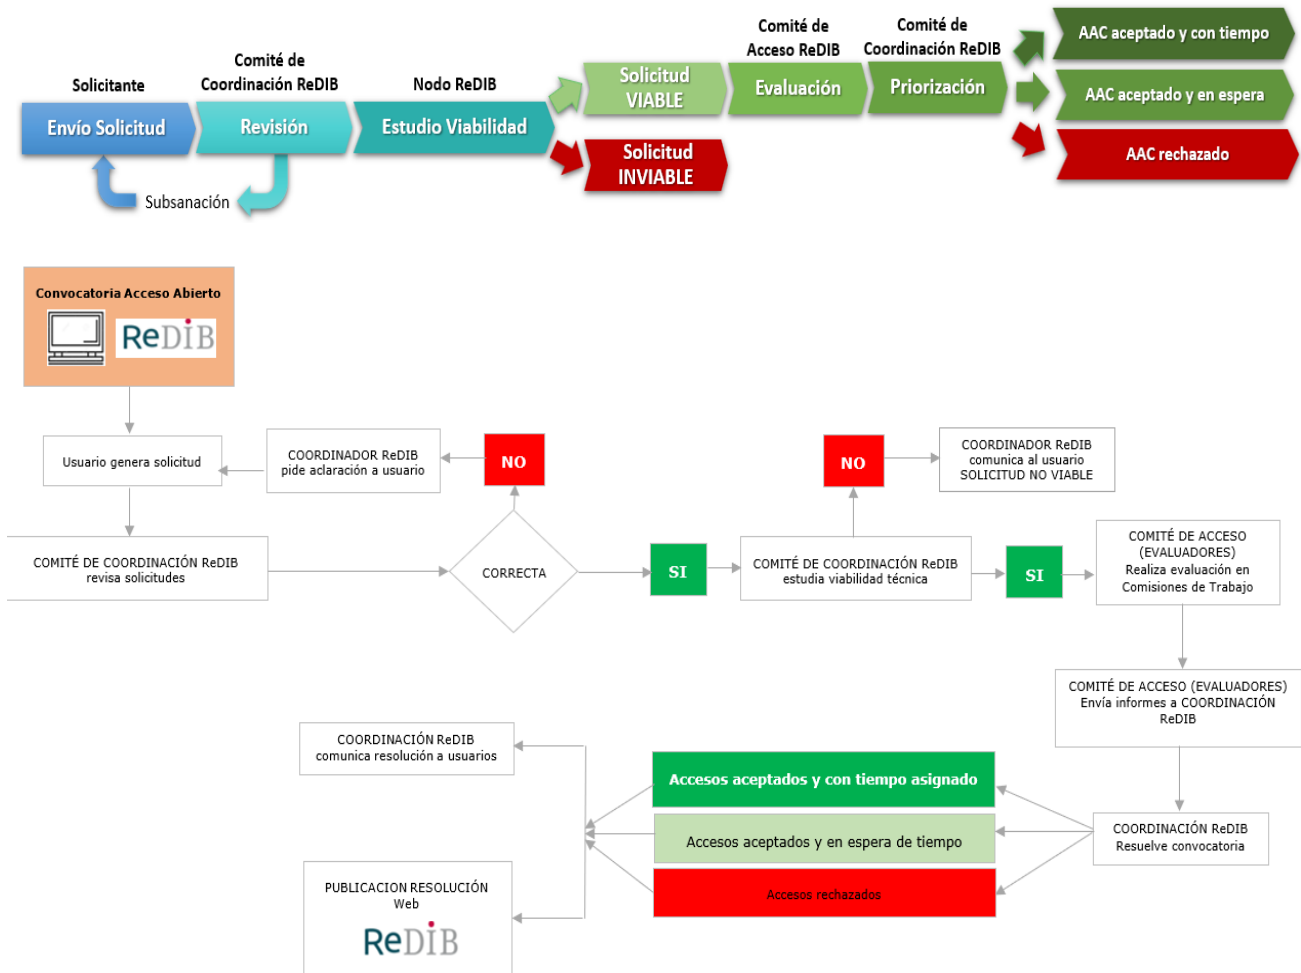 Solicitante
Envío Solicitud
Comité de
Coordinación ReDIB
Revisión
Subsanación
Nodo ReDIB
Estudio Viabilidad
Solicitud
VIABLE
Solicitud
INVIABLE
Comité de
Acceso ReDIB
Evaluación
Comité de
Coordinación ReDIB
Priorización
AAC aceptado y con tiempo
AAC aceptado y en espera
AAC rechazado
Convocatoria Acceso Abierto
ReDIB
Usuario genera solicitud
COORDINADOR ReDIB
pide aclaración a usuario
NO
COMITÉ DE COORDINACIÓN ReDIB
revisa solicitudes
CORRECTA
SI
COMITÉ DE COORDINACIÓN ReDIB
estudia viabilidad técnica
NO
COORDINADOR ReDIB
comunica al usuario
SOLICITUD NO VIABLE
SI
COMITÉ DE ACCESO
(EVALUADORES)
Realiza evaluación en
Comisiones de Trabajo
COMITÉ DE ACCESO (EVALUADORES)
Envía informes a COORDINACIÓN
ReDIB
COORDINACIÓN ReDIB
Resuelve convocatoria
Accesos aceptados y con tiempo asignado
Accesos aceptados y en espera de tiempo
Accesos rechazados
COORDINACIÓN ReDIB
comunica resolución a usuarios
PUBLICACION RESOLUCIÓN
Web
ReDIB